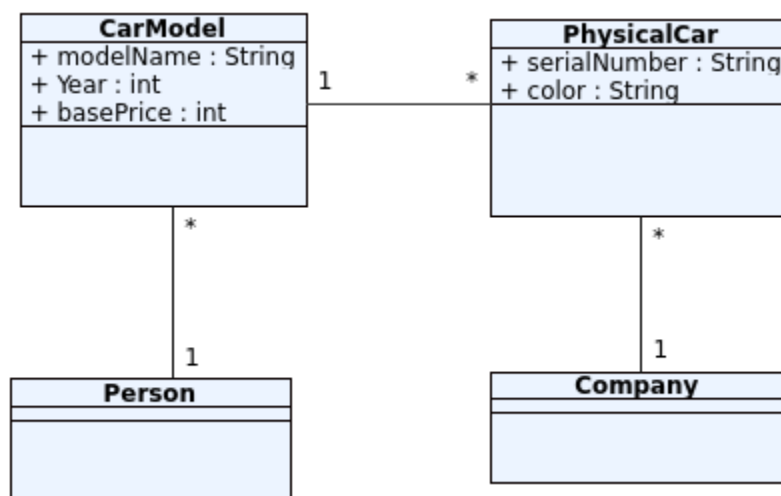 CarModel
+ modelName : String
+ Year : int
+ basePrice : int
1
*
PhysicalCar
+ serialNumber : String
+ color : String
*
1
*
1
Person
Company